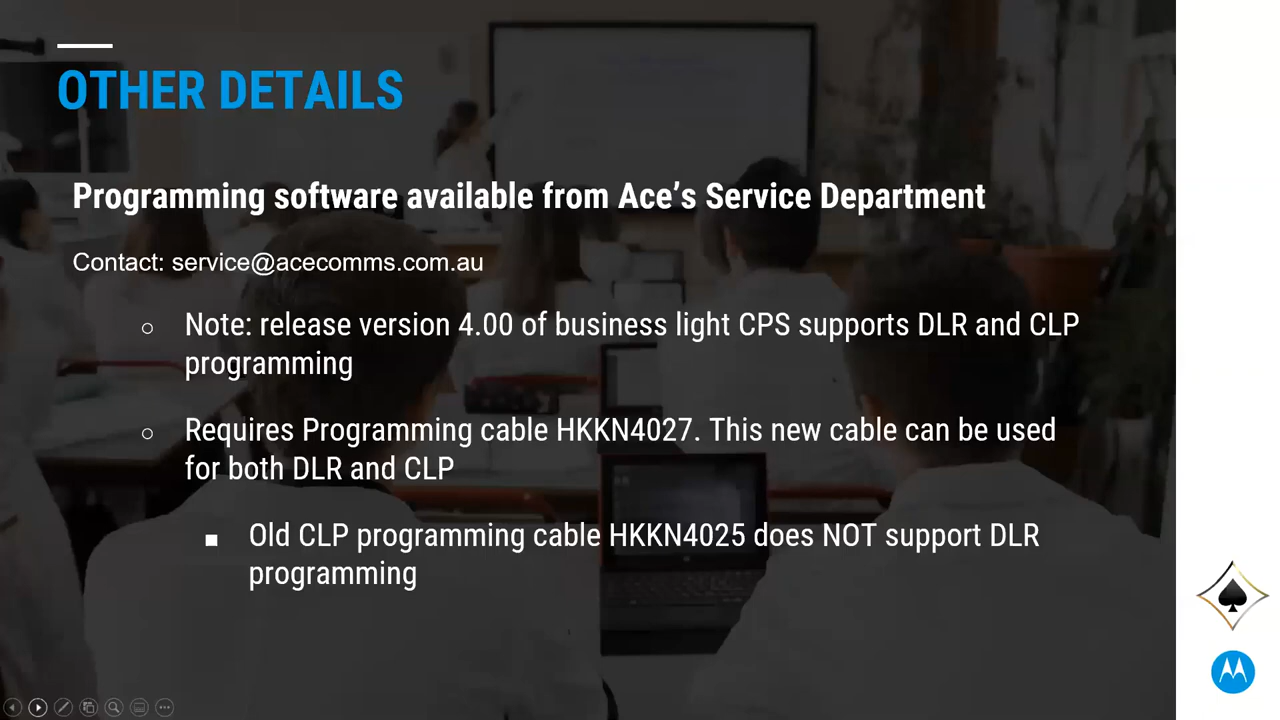 OTHER DETAILS
Programming software available from Ace’s Service Department
Contact: service@acecomms.com.au
Note: release version 4.00 of business light CPS supports DLR and CLP
programming
Requires Programming cable HKKN4027. This new cable can be used
for both DLR and CLP
Old CLP programming cable HKKN4025 does NOT support DLR
programming